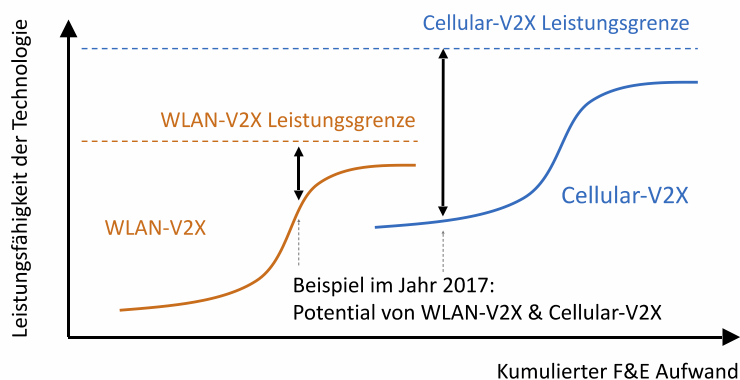 Cellular-V2X Leistungsgrenze
WLAN-V2X Leistungsgrenze
Leistungsfähigkeit der Technologie
Cellular-V2X
WLAN-V2X
Beispiel im Jahr 2017:
Potential von WLAN-V2X & Cellular-V2X
Kumulierter F&E Aufwand